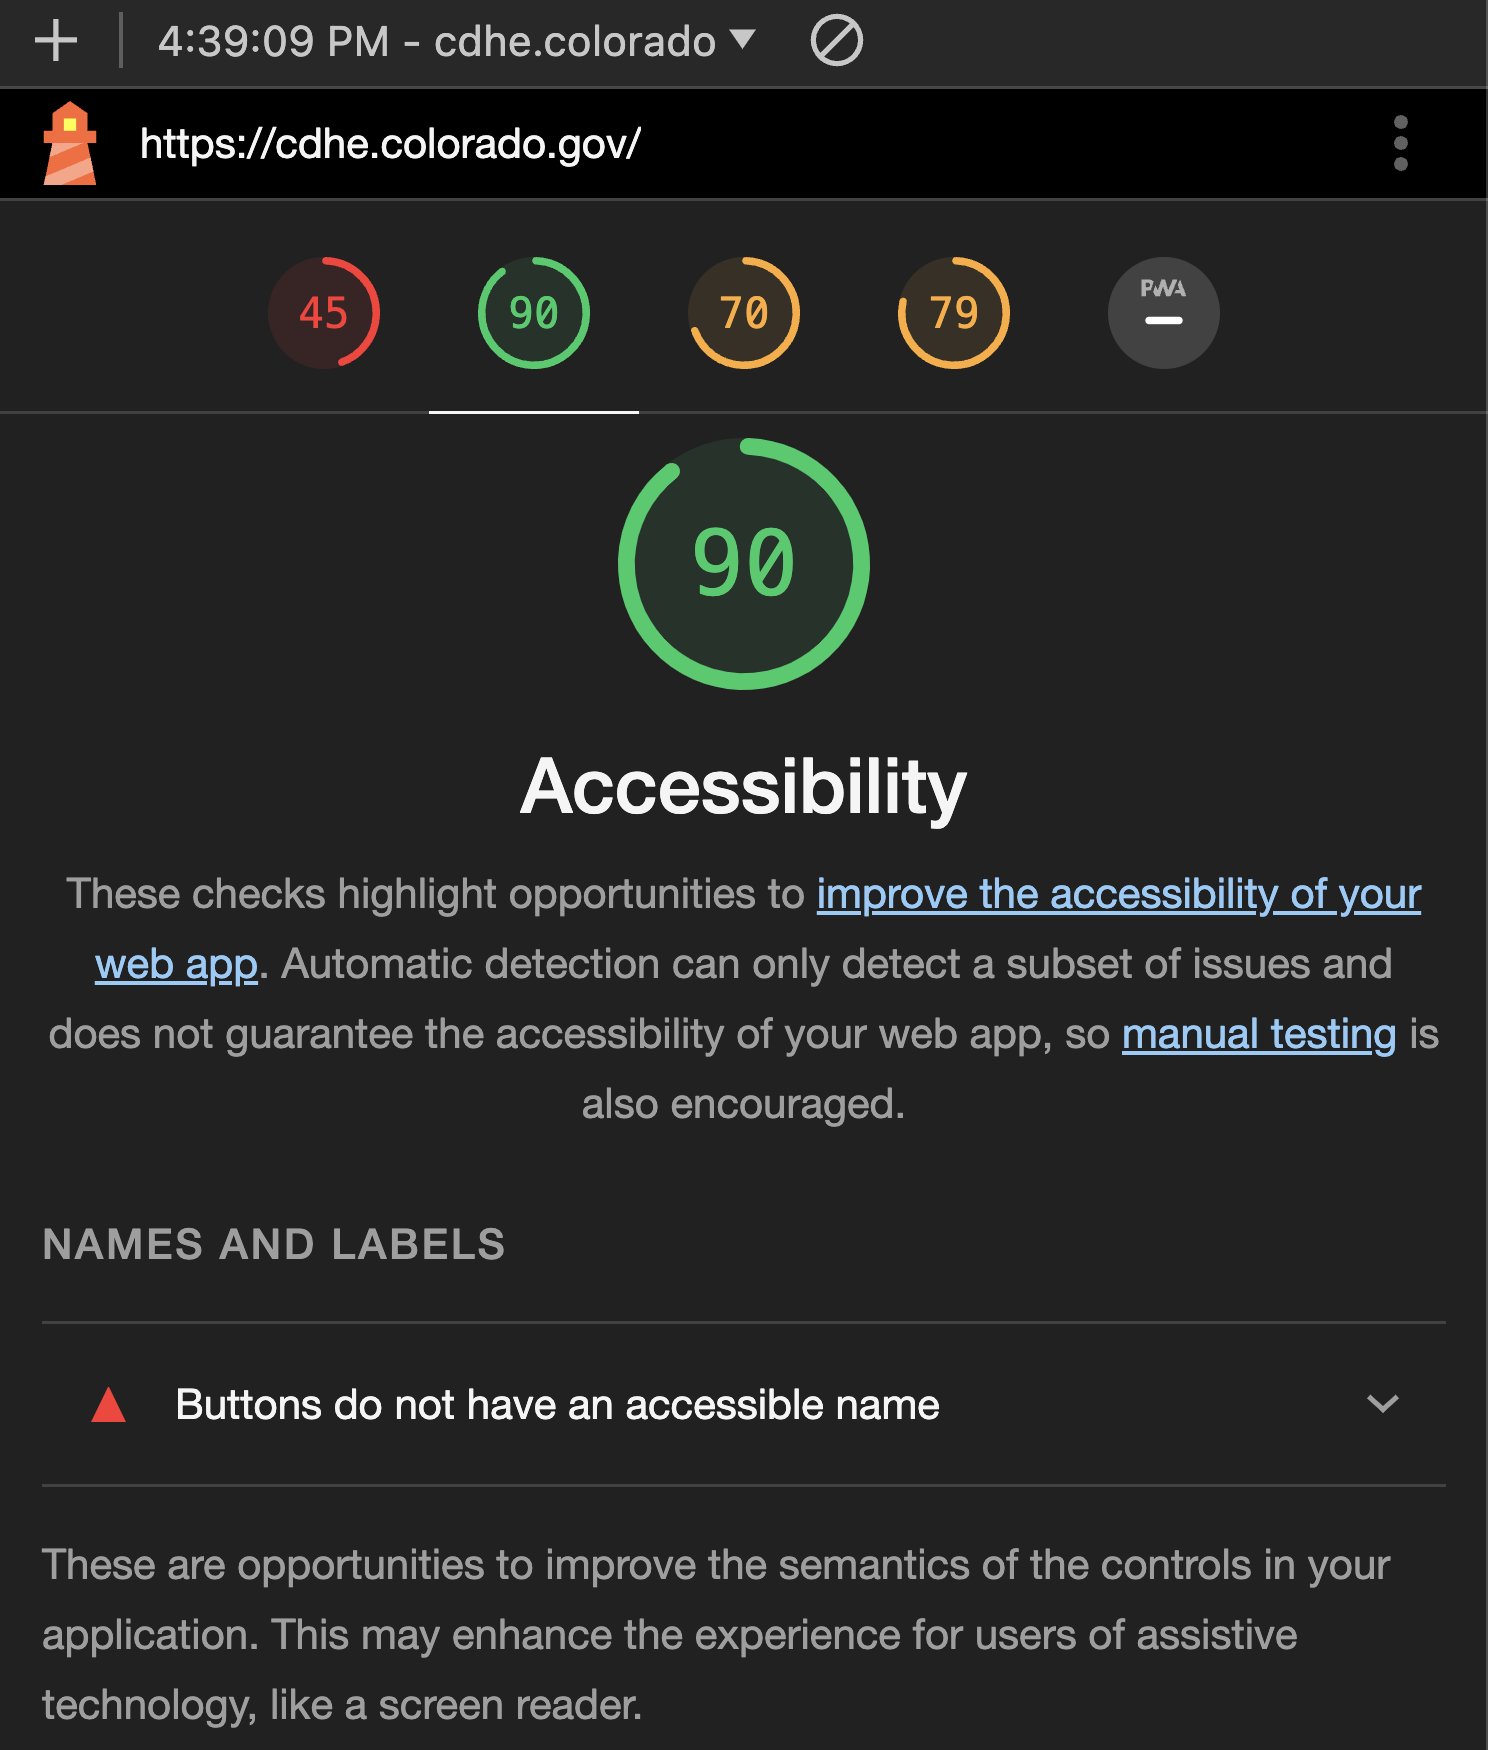 4:39:09 PM - cdhe.colorado
https://cdhe.colorado.gov/
45
90
70
79
PWA
90
Accessibility
These checks highlight opportunities to improve the accessibility of your
web app. Automatic detection can only detect a subset of issues and
does not guarantee the accessibility of your web app, so manual testing is
also encouraged.
NAMES AND LABELS
Buttons do not have an accessible name
These are opportunities to improve the semantics of the controls in your
application. This may enhance the experience for users of assistive
technology, like a screen reader.